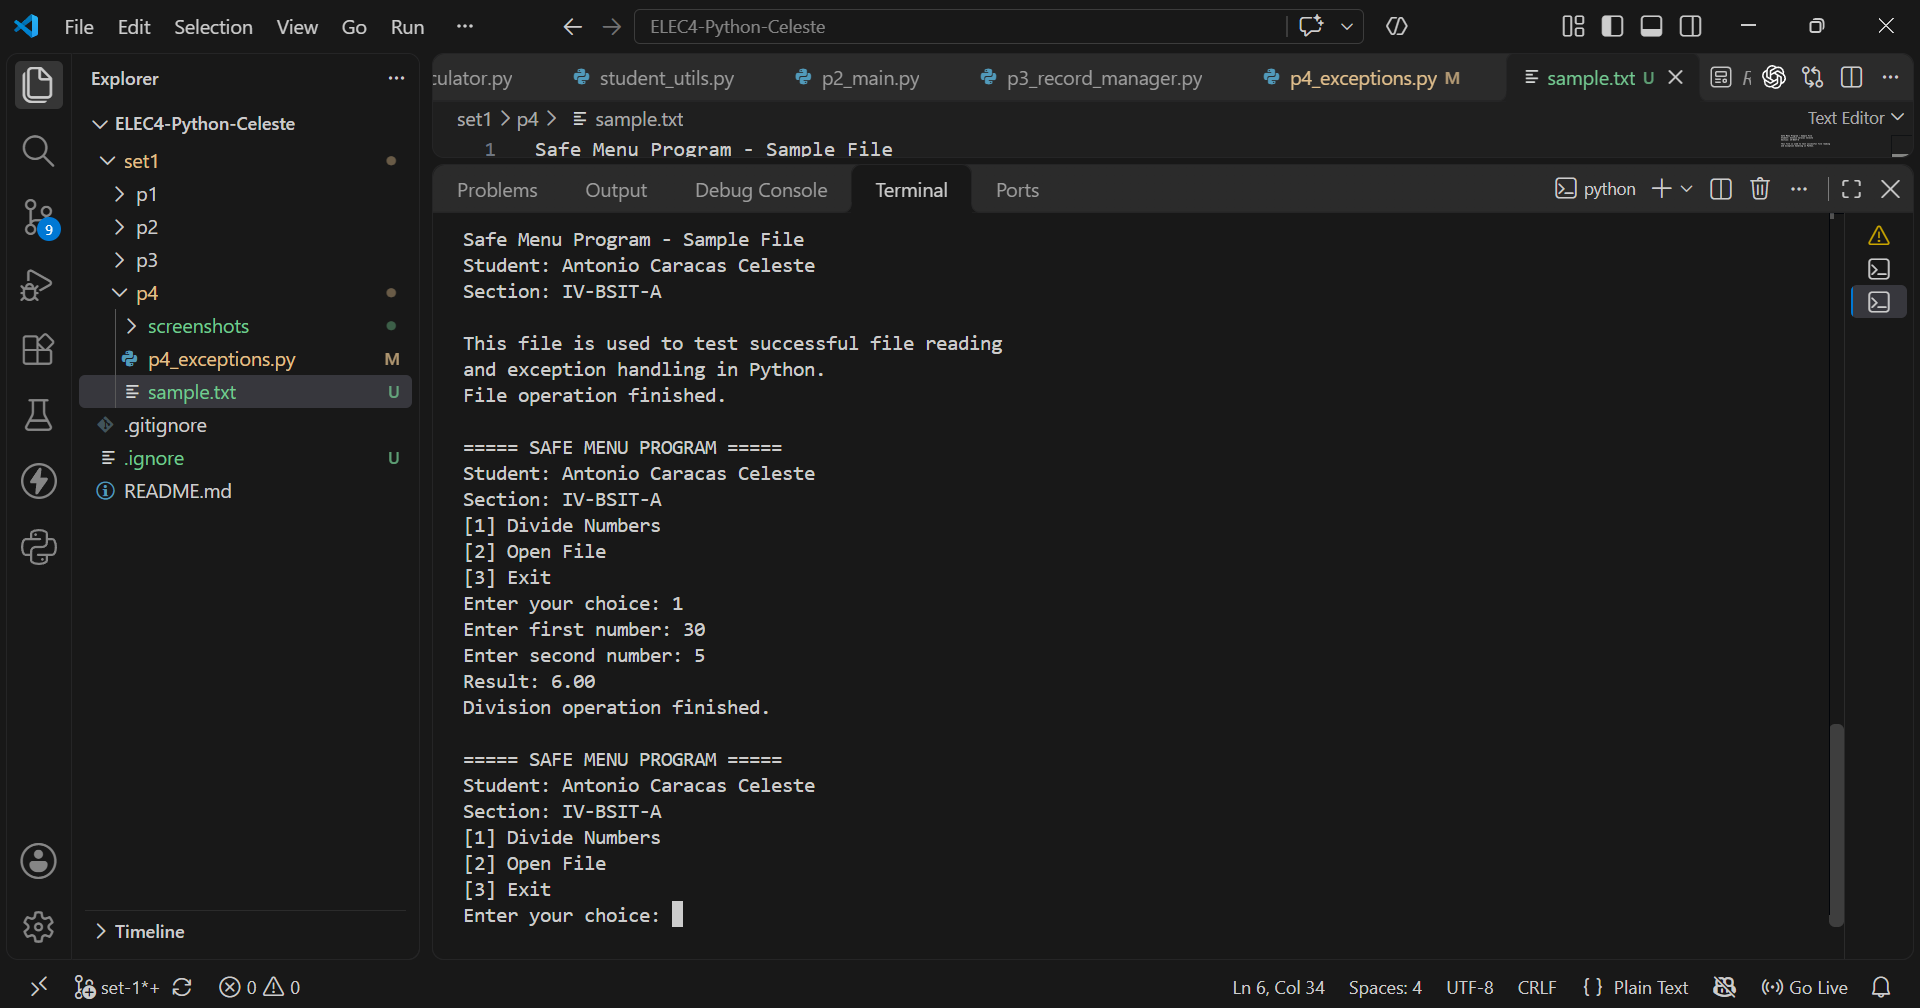 File Edit Selection View Go Run ··· ELEC4-Python-Celeste
Explorer ···
ELEC4-Python-Celeste
set1
p1
p2
p3
p4
screenshots
p4_exceptions.py M
sample.txt U
.gitignore
.ignore U
README.md
Timeline
9
culator.py student_utils.py p2_main.py p3_record_manager.py p4_exceptions.py M sample.txt U
set1 > p4 > sample.txt Text Editor
1 Safe Menu Program - Sample File
Problems Output Debug Console Terminal Ports python
Safe Menu Program - Sample File
Student: Antonio Caracas Celeste
Section: IV-BSIT-A
This file is used to test successful file reading
and exception handling in Python.
File operation finished.
===== SAFE MENU PROGRAM =====
Student: Antonio Caracas Celeste
Section: IV-BSIT-A
[1] Divide Numbers
[2] Open File
[3] Exit
Enter your choice: 1
Enter first number: 30
Enter second number: 5
Result: 6.00
Division operation finished.
===== SAFE MENU PROGRAM =====
Student: Antonio Caracas Celeste
Section: IV-BSIT-A
[1] Divide Numbers
[2] Open File
[3] Exit
Enter your choice:
set-1*+ 0 0 Ln 6, Col 34 Spaces: 4 UTF-8 CRLF { } Plain Text Go Live